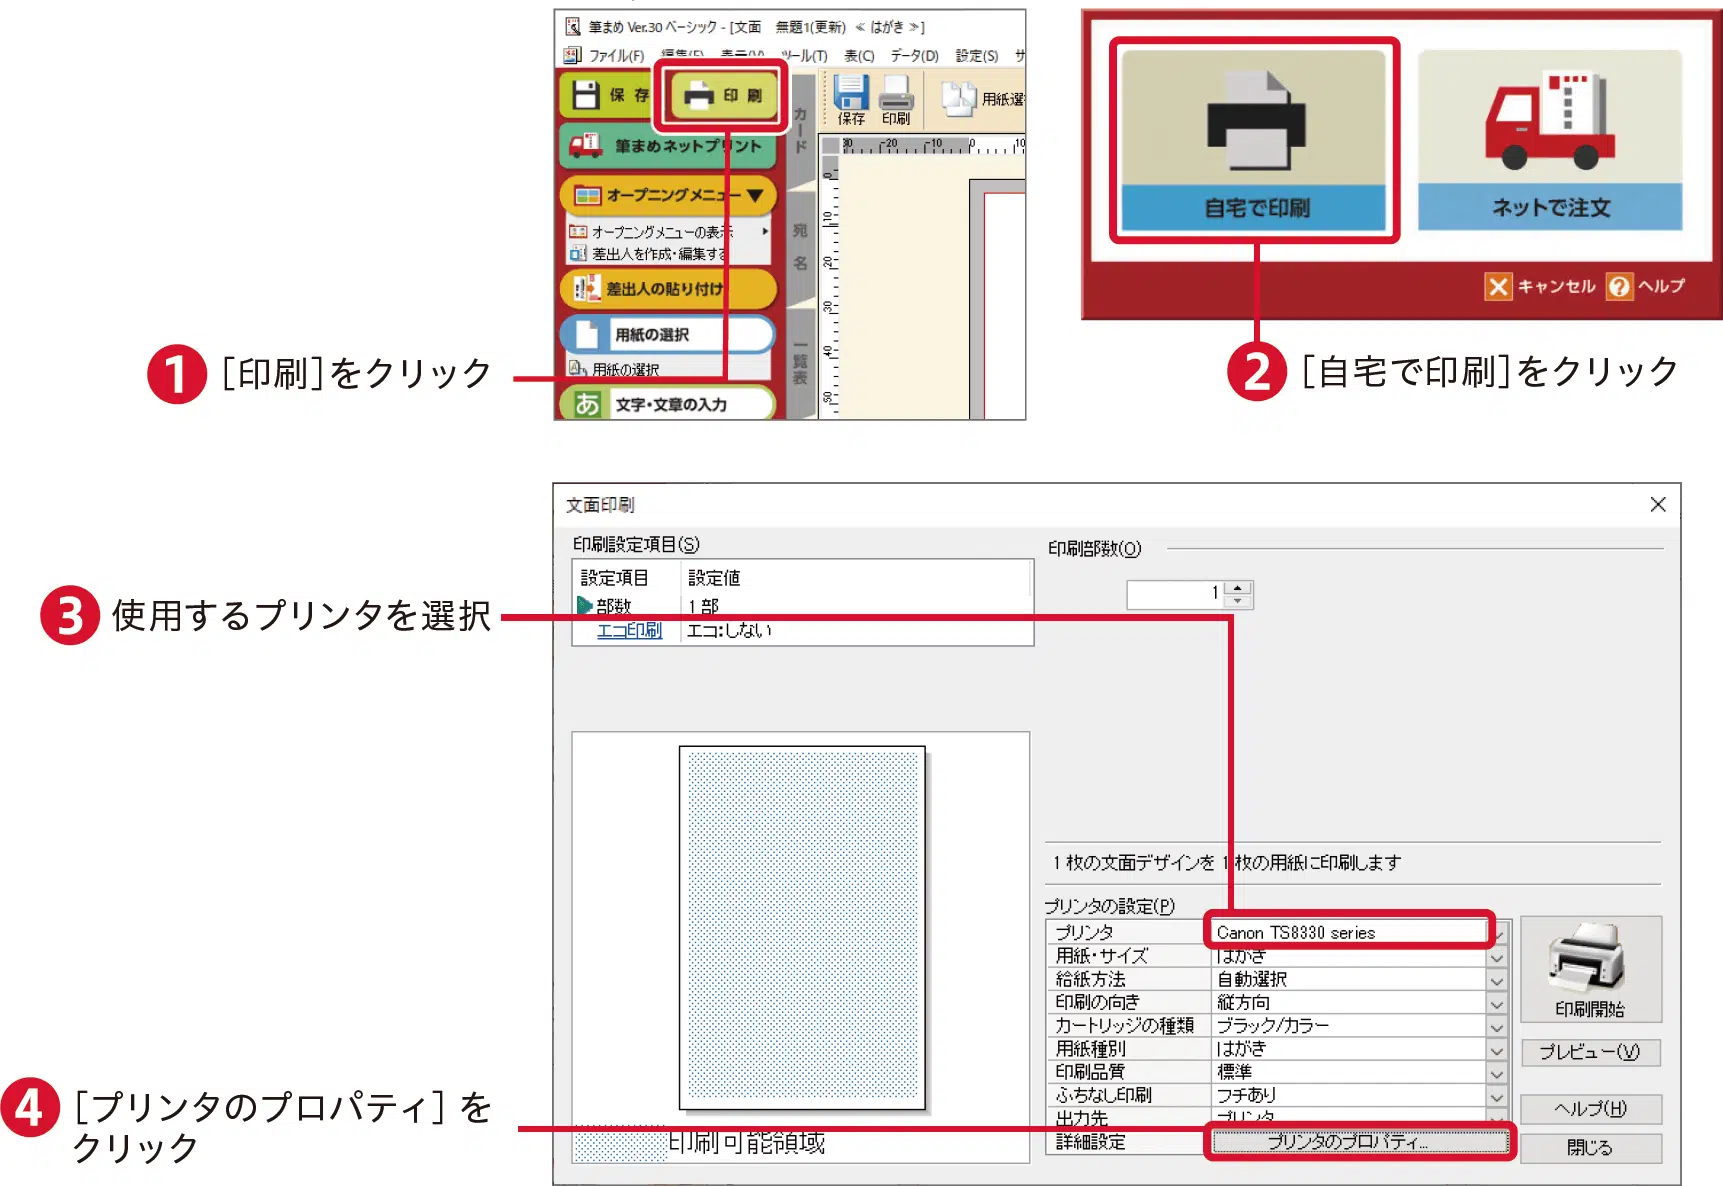 筆まめ Ver.30 ベーシック - [文面　無題1(更新) ≪ はがき ≫]
ファイル(F) 編集(E) 表示(V) ツール(T) 表(C) データ(D) 設定(S) サ
保 存
印 刷
保存
印刷
用紙選
筆まめネットプリント
オープニングメニュー▼
オープニングメニューの表示
差出人を作成・編集する
差出人の貼り付け
用紙の選択
用紙の選択
あ 文字・文章の入力
カード
宛名
一覧表
30 -20 -10 0 10
0
10
20
30
40
50
1 [印刷]をクリック
自宅で印刷
ネットで注文
キャンセル ? ヘルプ
2 [自宅で印刷]をクリック
文面印刷
印刷設定項目(S)
設定項目 設定値
部数 1 部
エコ印刷 エコ:しない
印刷部数(O)
1
3 使用するプリンタを選択
1 枚の文面デザインを 1 枚の用紙に印刷します
プリンタの設定(P)
プリンタ Canon TS8330 series
用紙・サイズ はがき
給紙方法 自動選択
印刷の向き 縦方向
カートリッジの種類 ブラック/カラー
用紙種別 はがき
印刷品質 標準
ふちなし印刷 フチあり
出力先 プリンタ
詳細設定 プリンタのプロパティ...
印刷開始
プレビュー(V)
ヘルプ(H)
閉じる
印刷可能領域
4 [プリンタのプロパティ] を
クリック